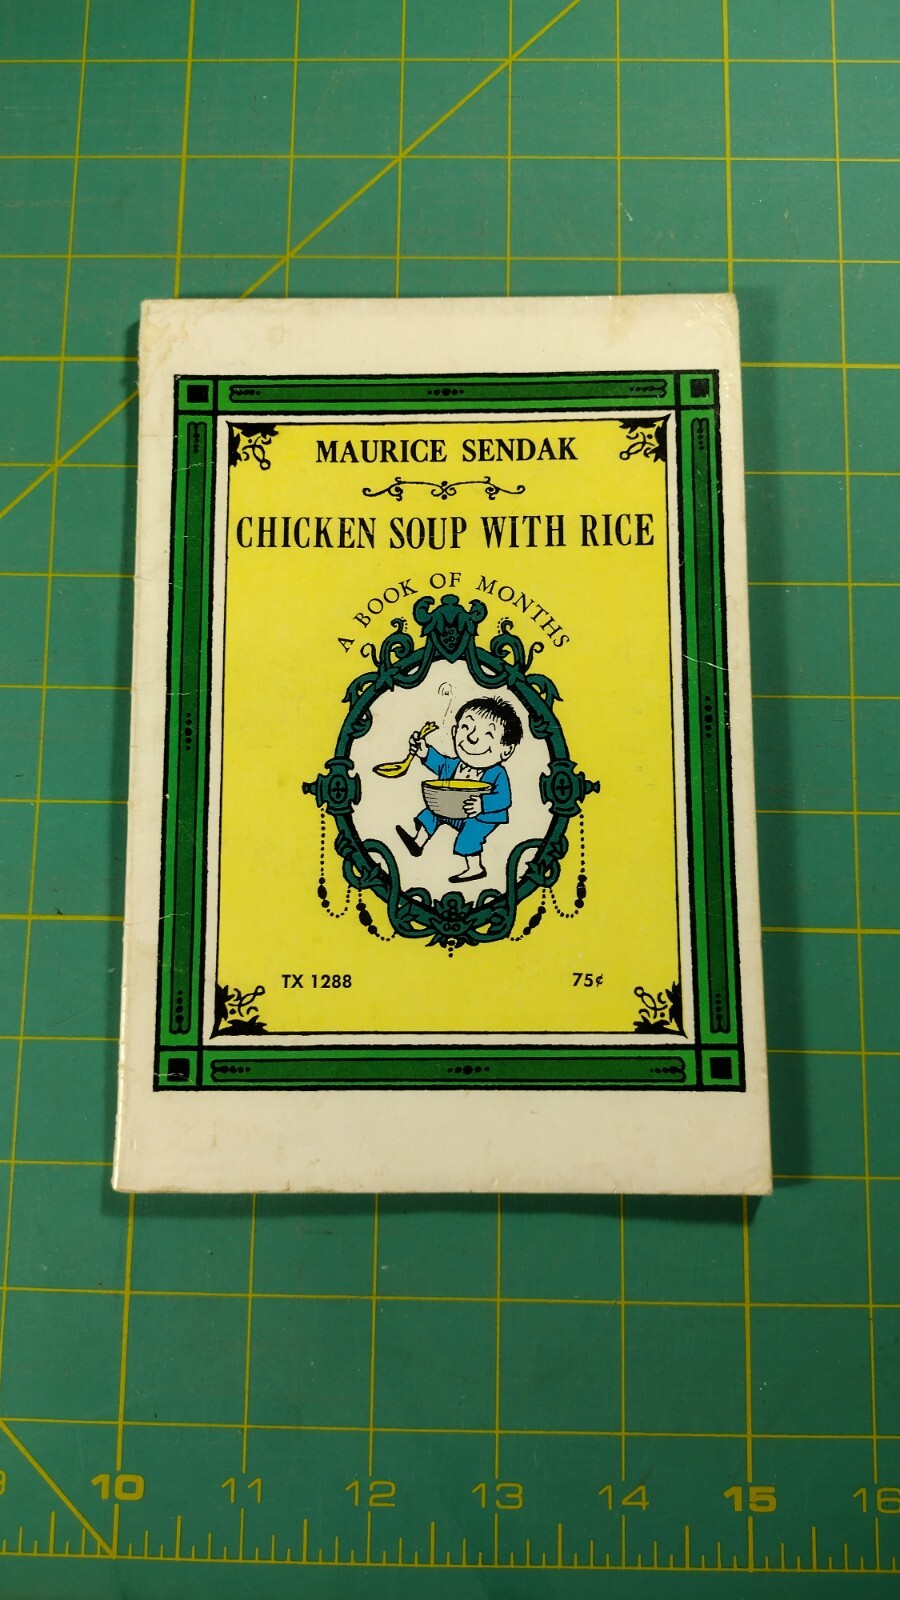 MAURICE SENDAK
CHICKEN SOUP WITH RICE
A BOOK OF MONTHS
TX 1288 75¢
9 10 11 12 13 14 15 16